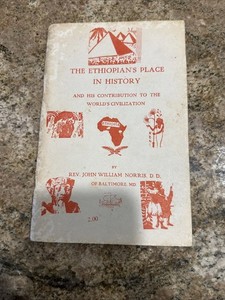 THE ETHIOPIAN'S PLACE
IN HISTORY
AND HIS CONTRIBUTION TO THE
WORLD'S CIVILIZATION
BY
REV. JOHN WILLIAM NORRIS, D. D.
OF BALTIMORE, MD.